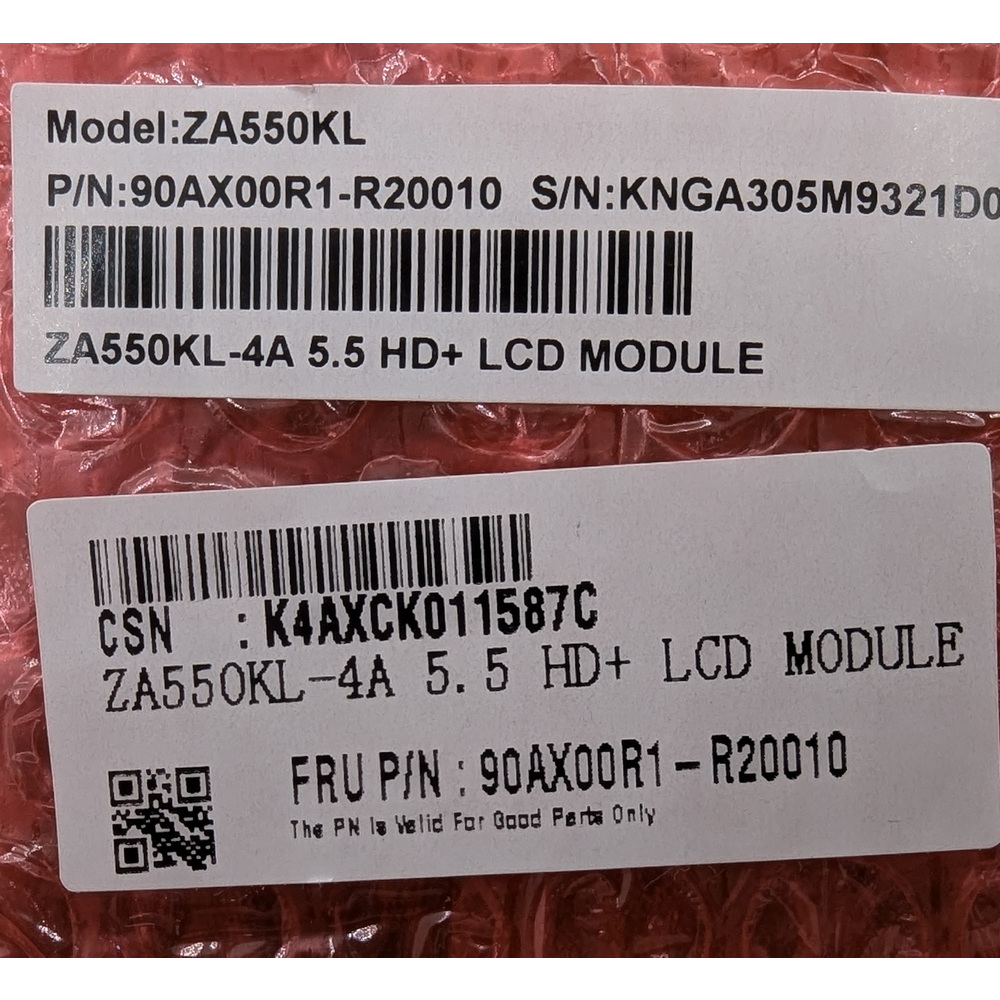 Model:ZA550KL
P/N:90AX00R1-R20010 S/N:KNGA305M9321D0
ZA550KL-4A 5.5 HD+ LCD MODULE
CSN :K4AXCK011587C
ZA550KL-4A 5.5 HD+ LCD MODULE
FRU P/N : 90AX00R1-R20010
The PN Is Valid For Good Parts Only